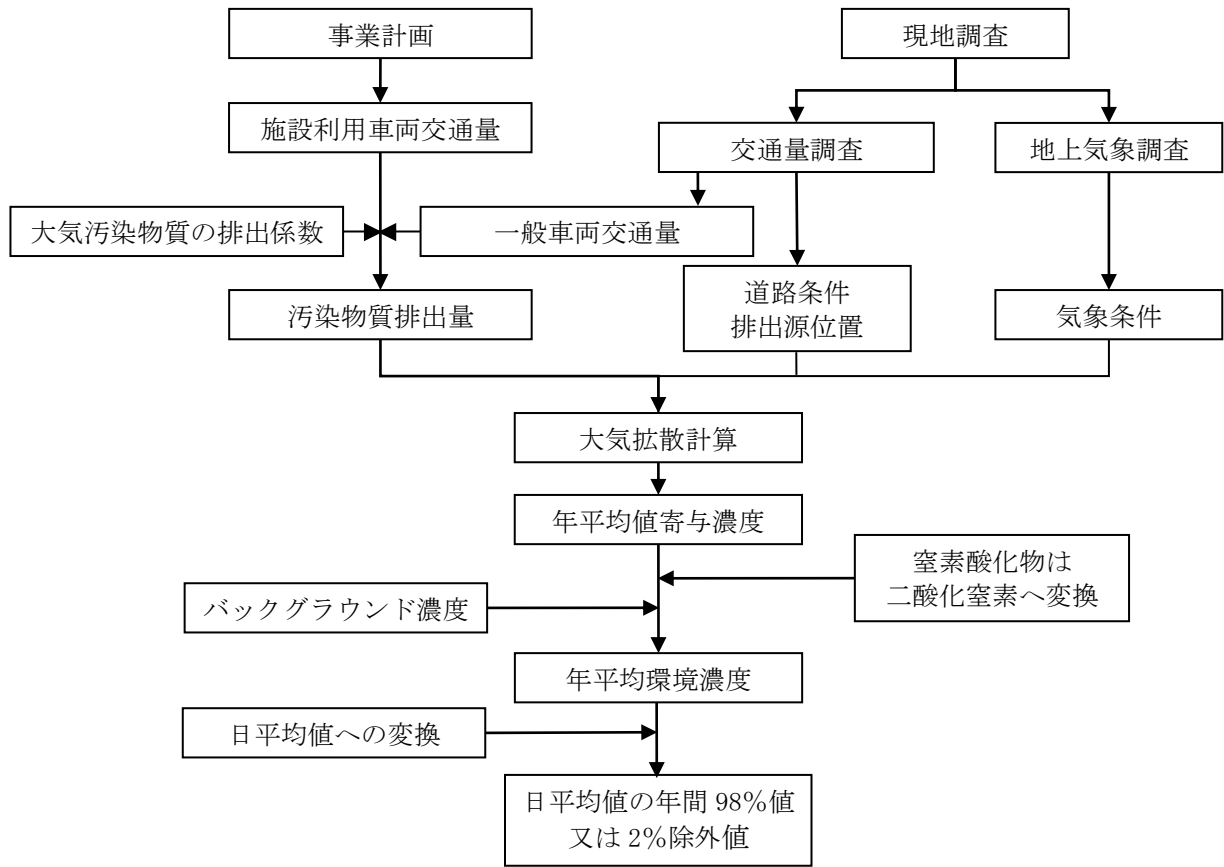 事業計画
現地調査
施設利用車両交通量
交通量調査
地上気象調査
大気汚染物質の排出係数
一般車両交通量
汚染物質排出量
道路条件
排出源位置
気象条件
大気拡散計算
年平均値寄与濃度
窒素酸化物は
二酸化窒素へ変換
バックグラウンド濃度
年平均環境濃度
日平均値への変換
日平均値の年間 98％値
又は 2％除外値